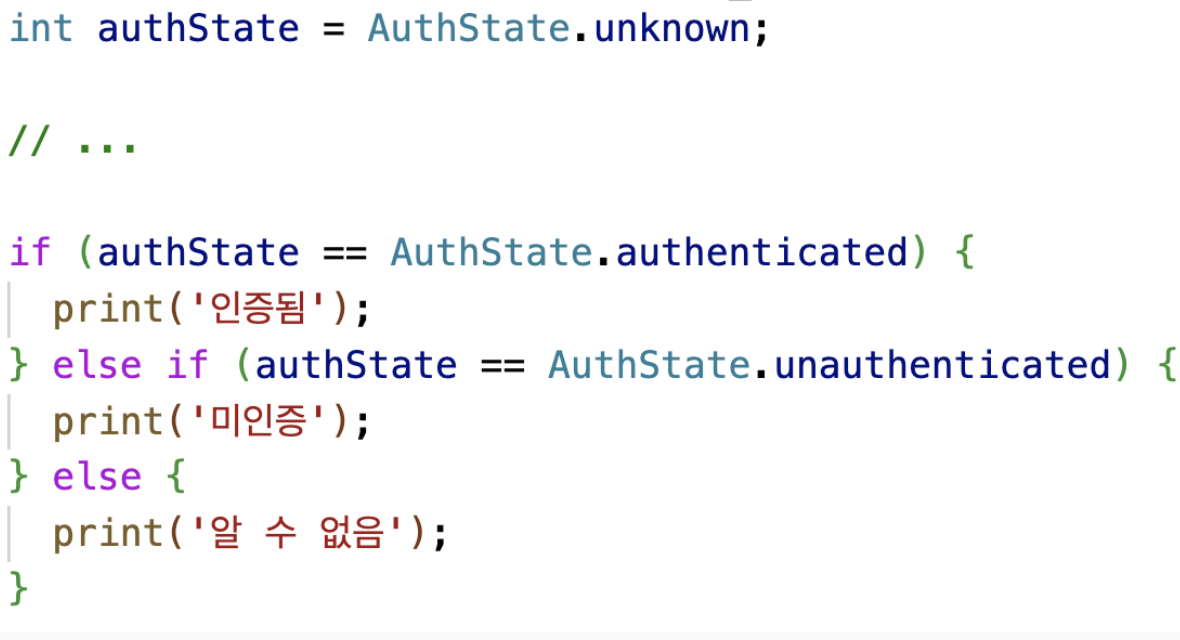 int authState = AuthState.unknown;
// ...
if (authState == AuthState.authenticated) {
print('인증됨');
} else if (authState == AuthState.unauthenticated) {
print('미인증');
} else {
print('알 수 없음');
}